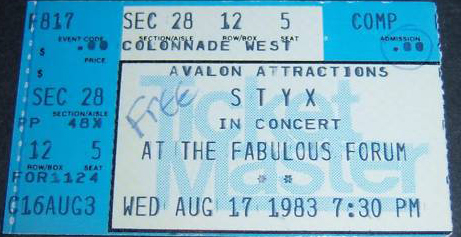 F817 SEC 28 12 5 COMP
EVENT CODE SECTION/AISLE ROW/BOX SEAT ADMISSION
.00 COLONNADE WEST .00
PRICE
AVALON ATTRACTIONS
SEC 28 STYX
SECTION/AISLE Free
PP 48X IN CONCERT
12 5 AT THE FABULOUS FORUM
ROW/BOX SEAT
FOR1124 * *
C16AUG3 WED AUG 17 1983 7:30 PM
Ticket
Master